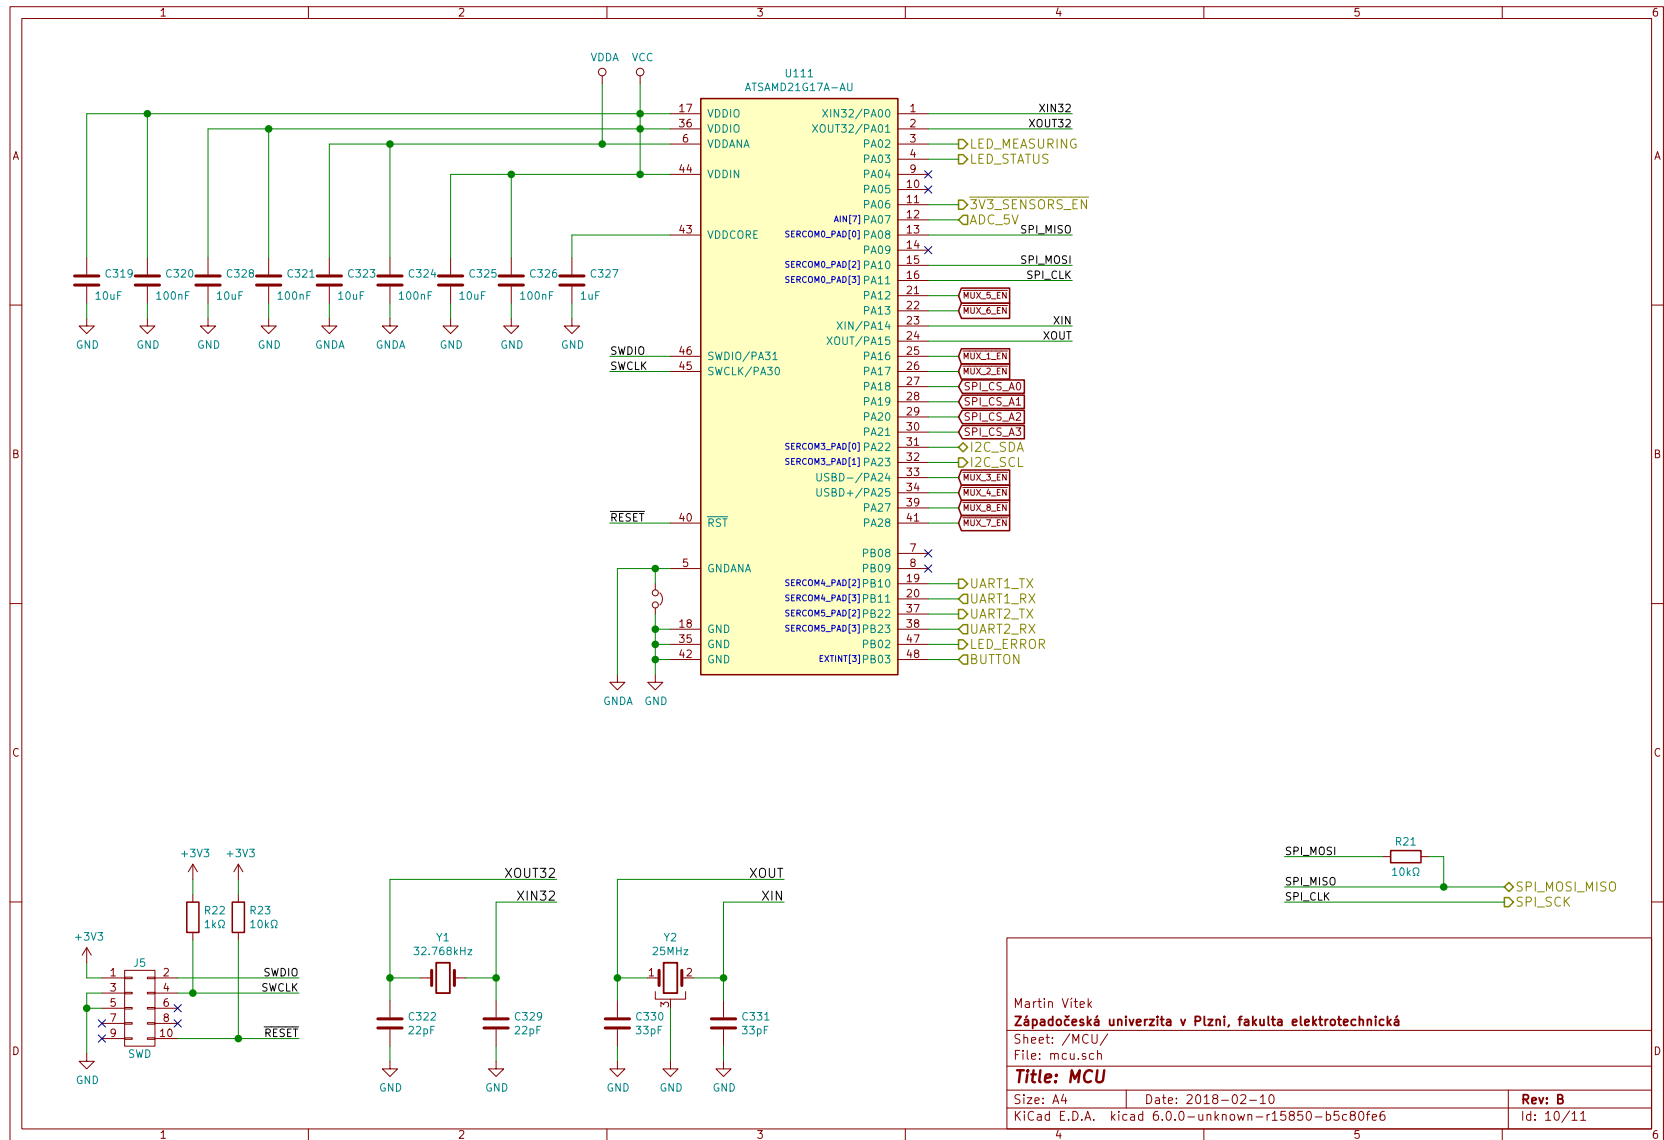 1 2 3 4 5 6
VDDA VCC
U111
ATSAMD21G17A-AU
17 VDDIO XIN32/PA00 1 XIN32
36 VDDIO XOUT32/PA01 2 XOUT32
6 VDDANA PA02 3 LED_MEASURING
A PA03 4 LED_STATUS A
44 VDDIN PA04 9
PA05 10
PA06 11 3V3_SENSORS_EN
AIN[7] PA07 12 ADC_5V
43 VDDCORE SERCOM0_PAD[0] PA08 13 SPI_MISO
PA09 14
SERCOM0_PAD[2] PA10 15 SPI_MOSI
C319 C320 C328 C321 C323 C324 C325 C326 C327 SERCOM0_PAD[3] PA11 16 SPI_CLK
10uF 100nF 10uF 100nF 10uF 100nF 10uF 100nF 1uF PA12 21 MUX_5_EN
PA13 22 MUX_6_EN
XIN/PA14 23 XIN
GND GND GND GND GNDA GNDA GND GND GND XOUT/PA15 24 XOUT
SWDIO 46 SWDIO/PA31 PA16 25 MUX_1_EN
SWCLK 45 SWCLK/PA30 PA17 26 MUX_2_EN
PA18 27 SPI_CS_A0
PA19 28 SPI_CS_A1
PA20 29 SPI_CS_A2
PA21 30 SPI_CS_A3
B SERCOM3_PAD[0] PA22 31 I2C_SDA B
SERCOM3_PAD[1] PA23 32 I2C_SCL
USBD-/PA24 33 MUX_3_EN
USBD+/PA25 34 MUX_4_EN
PA27 39 MUX_8_EN
RESET 40 RST PA28 41 MUX_7_EN
PB08 7
5 GNDANA PB09 8
SERCOM4_PAD[2] PB10 19 UART1_TX
SERCOM4_PAD[3] PB11 20 UART1_RX
SERCOM5_PAD[2] PB22 37 UART2_TX
18 GND SERCOM5_PAD[3] PB23 38 UART2_RX
35 GND PB02 47 LED_ERROR
42 GND EXTINT[3] PB03 48 BUTTON
GNDA GND
C C
+3V3 +3V3
R22 1kΩ
R23 10kΩ
+3V3
J5
1 2 SWDIO
3 4 SWCLK
5 6
7 8
9 10 RESET
SWD
GND
XOUT32
XIN32
Y1
32.768kHz
C322 22pF
C329 22pF
GND GND
XOUT
XIN
Y2
25MHz
1 2
3
C330 33pF
C331 33pF
GND GND GND
R21
SPI_MOSI
10kΩ
SPI_MISO SPI_MOSI_MISO
SPI_CLK SPI_SCK
Martin Vítek
Západočeská univerzita v Plzni, fakulta elektrotechnická
Sheet: /MCU/
File: mcu.sch
D D
Title: MCU
Size: A4 Date: 2018-02-10 Rev: B
KiCad E.D.A. kicad 6.0.0-unknown-r15850-b5c80fe6 Id: 10/11
1 2 3 4 5 6